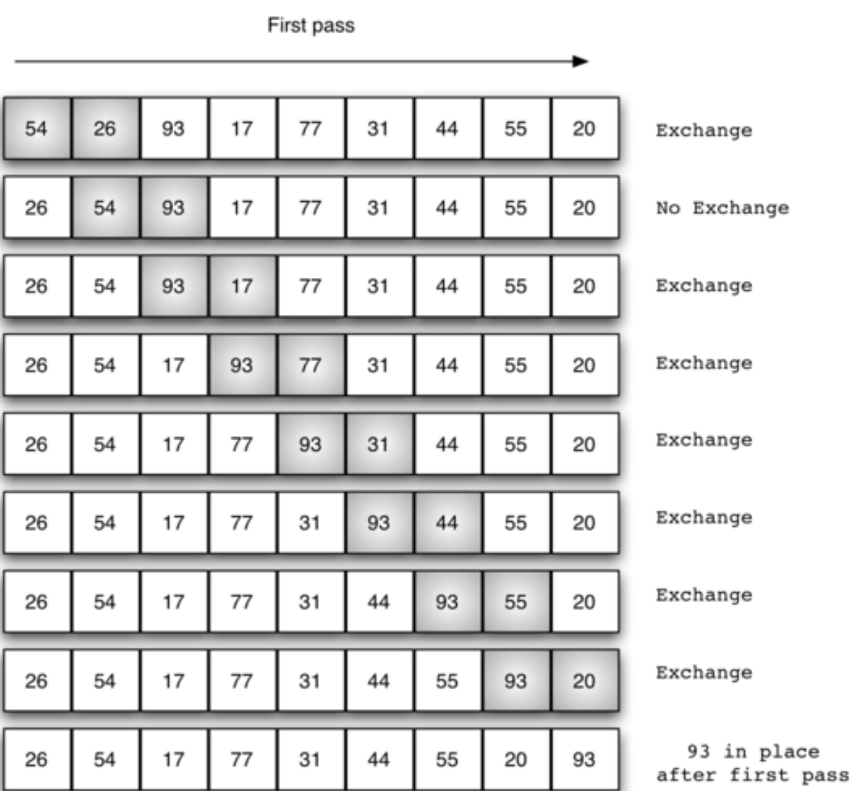 First pass
54 26 93 17 77 31 44 55 20 Exchange
26 54 93 17 77 31 44 55 20 No Exchange
26 54 93 17 77 31 44 55 20 Exchange
26 54 17 93 77 31 44 55 20 Exchange
26 54 17 77 93 31 44 55 20 Exchange
26 54 17 77 31 93 44 55 20 Exchange
26 54 17 77 31 44 93 55 20 Exchange
26 54 17 77 31 44 55 93 20 Exchange
26 54 17 77 31 44 55 20 93 93 in place
after first pass